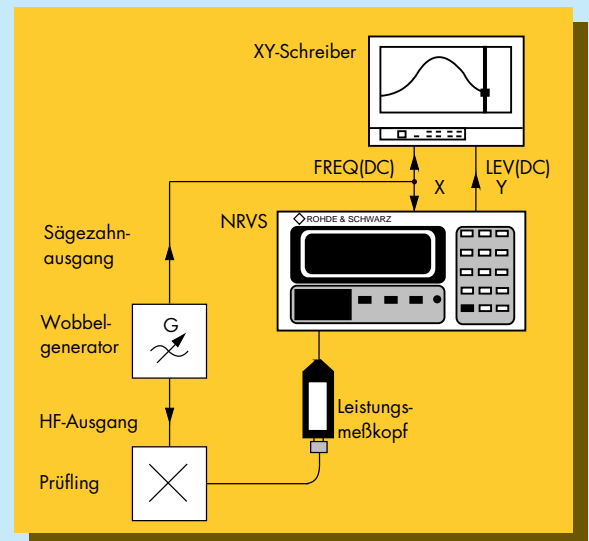 XY-Schreiber
FREQ(DC)
LEV(DC)
X
Y
NRVS
ROHDE & SCHWARZ
Sägezahn-
ausgang
Wobbel-
generator
G
HF-Ausgang
Leistungs-
meßkopf
Prüfling